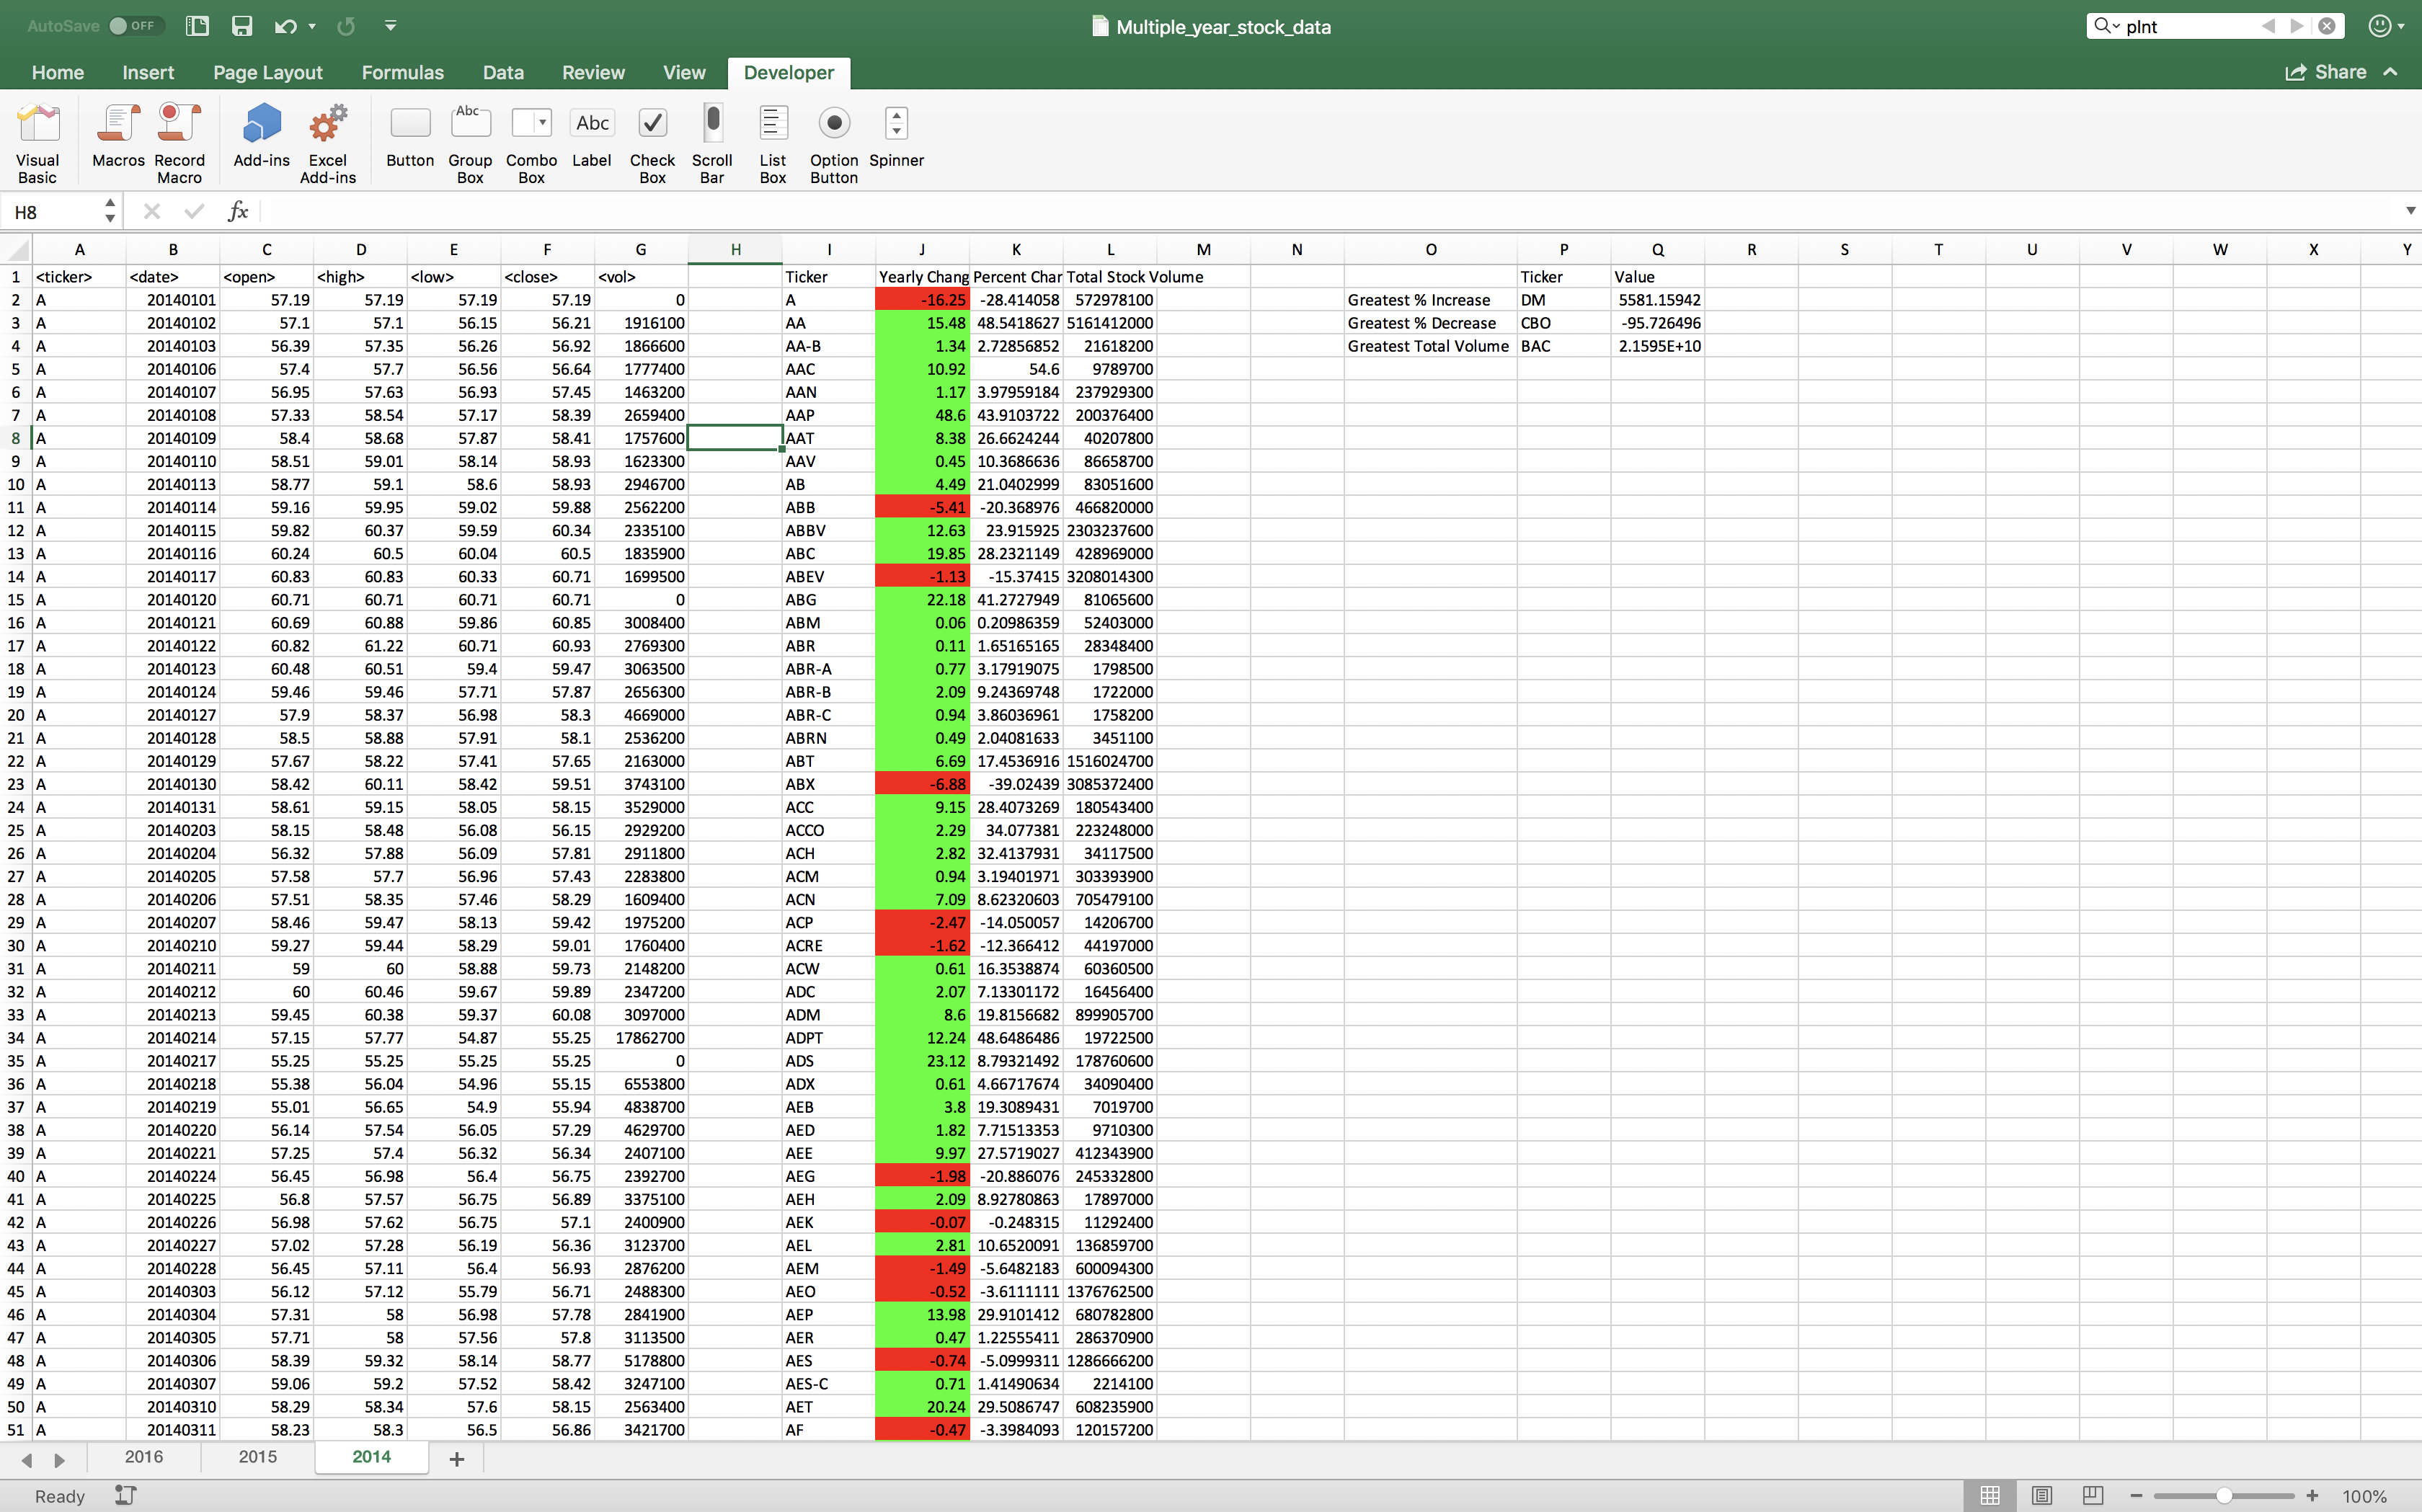 AutoSave OFF Multiple_year_stock_data plnt
Home Insert Page Layout Formulas Data Review View Developer Share
Abc Abc
Visual Basic Macros Record Macro Add-ins Excel Add-ins Button Group Box Combo Box Label Check Box Scroll Bar List Box Option Button Spinner
H8 fx
A B C D E F G H I J K L M N O P Q R S T U V W X Y
1 <ticker> <date> <open> <high> <low> <close> <vol> Ticker Yearly Chang Percent Char Total Stock Volume Ticker Value
2 A 20140101 57.19 57.19 57.19 57.19 0 A -16.25 -28.414058 572978100 Greatest % Increase DM 5581.15942
3 A 20140102 57.1 57.1 56.15 56.21 1916100 AA 15.48 48.5418627 5161412000 Greatest % Decrease CBO -95.726496
4 A 20140103 56.39 57.35 56.26 56.92 1866600 AA-B 1.34 2.72856852 21618200 Greatest Total Volume BAC 2.1595E+10
5 A 20140106 57.4 57.7 56.56 56.64 1777400 AAC 10.92 54.6 9789700
6 A 20140107 56.95 57.63 56.93 57.45 1463200 AAN 1.17 3.97959184 237929300
7 A 20140108 57.33 58.54 57.17 58.39 2659400 AAP 48.6 43.9103722 200376400
8 A 20140109 58.4 58.68 57.87 58.41 1757600 AAT 8.38 26.6624244 40207800
9 A 20140110 58.51 59.01 58.14 58.93 1623300 AAV 0.45 10.3686636 86658700
10 A 20140113 58.77 59.1 58.6 58.93 2946700 AB 4.49 21.0402999 83051600
11 A 20140114 59.16 59.95 59.02 59.88 2562200 ABB -5.41 -20.368976 466820000
12 A 20140115 59.82 60.37 59.59 60.34 2335100 ABBV 12.63 23.915925 2303237600
13 A 20140116 60.24 60.5 60.04 60.5 1835900 ABC 19.85 28.2321149 428969000
14 A 20140117 60.83 60.83 60.33 60.71 1699500 ABEV -1.13 -15.37415 3208014300
15 A 20140120 60.71 60.71 60.71 60.71 0 ABG 22.18 41.2727949 81065600
16 A 20140121 60.69 60.88 59.86 60.85 3008400 ABM 0.06 0.20986359 52403000
17 A 20140122 60.82 61.22 60.71 60.93 2769300 ABR 0.11 1.65165165 28348400
18 A 20140123 60.48 60.51 59.4 59.47 3063500 ABR-A 0.77 3.17919075 1798500
19 A 20140124 59.46 59.46 57.71 57.87 2656300 ABR-B 2.09 9.24369748 1722000
20 A 20140127 57.9 58.37 56.98 58.3 4669000 ABR-C 0.94 3.86036961 1758200
21 A 20140128 58.5 58.88 57.91 58.1 2536200 ABRN 0.49 2.04081633 3451100
22 A 20140129 57.67 58.22 57.41 57.65 2163000 ABT 6.69 17.4536916 1516024700
23 A 20140130 58.42 60.11 58.42 59.51 3743100 ABX -6.88 -39.02439 3085372400
24 A 20140131 58.61 59.15 58.05 58.15 3529000 ACC 9.15 28.4073269 180543400
25 A 20140203 58.15 58.48 56.08 56.15 2929200 ACCO 2.29 34.077381 223248000
26 A 20140204 56.32 57.88 56.09 57.81 2911800 ACH 2.82 32.4137931 34117500
27 A 20140205 57.58 57.7 56.96 57.43 2283800 ACM 0.94 3.19401971 303393900
28 A 20140206 57.51 58.35 57.46 58.29 1609400 ACN 7.09 8.62320603 705479100
29 A 20140207 58.46 59.47 58.13 59.42 1975200 ACP -2.47 -14.050057 14206700
30 A 20140210 59.27 59.44 58.29 59.01 1760400 ACRE -1.62 -12.366412 44197000
31 A 20140211 59 60 58.88 59.73 2148200 ACW 0.61 16.3538874 60360500
32 A 20140212 60 60.46 59.67 59.89 2347200 ADC 2.07 7.13301172 16456400
33 A 20140213 59.45 60.38 59.37 60.08 3097000 ADM 8.6 19.8156682 899905700
34 A 20140214 57.15 57.77 54.87 55.25 17862700 ADPT 12.24 48.6486486 19722500
35 A 20140217 55.25 55.25 55.25 55.25 0 ADS 23.12 8.79321492 178760600
36 A 20140218 55.38 56.04 54.96 55.15 6553800 ADX 0.61 4.66717674 34090400
37 A 20140219 55.01 56.65 54.9 55.94 4838700 AEB 3.8 19.3089431 7019700
38 A 20140220 56.14 57.54 56.05 57.29 4629700 AED 1.82 7.71513353 9710300
39 A 20140221 57.25 57.4 56.32 56.34 2407100 AEE 9.97 27.5719027 412343900
40 A 20140224 56.45 56.98 56.4 56.75 2392700 AEG -1.98 -20.886076 245332800
41 A 20140225 56.8 57.57 56.75 56.89 3375100 AEH 2.09 8.92780863 17897000
42 A 20140226 56.98 57.62 56.75 57.1 2400900 AEK -0.07 -0.248315 11292400
43 A 20140227 57.02 57.28 56.19 56.36 3123700 AEL 2.81 10.6520091 136859700
44 A 20140228 56.45 57.11 56.4 56.93 2876200 AEM -1.49 -5.6482183 600094300
45 A 20140303 56.12 57.12 55.79 56.71 2488300 AEO -0.52 -3.6111111 1376762500
46 A 20140304 57.31 58 56.98 57.78 2841900 AEP 13.98 29.9101412 680782800
47 A 20140305 57.71 58 57.56 57.8 3113500 AER 0.47 1.22555411 286370900
48 A 20140306 58.39 59.32 58.14 58.77 5178800 AES -0.74 -5.0999311 1286666200
49 A 20140307 59.06 59.2 57.52 58.42 3247100 AES-C 0.71 1.41490634 2214100
50 A 20140310 58.29 58.34 57.6 58.15 2563400 AET 20.24 29.5086747 608235900
51 A 20140311 58.23 58.3 56.5 56.86 3421700 AF -0.47 -3.3984093 120157200
2016 2015 2014 +
Ready 100%